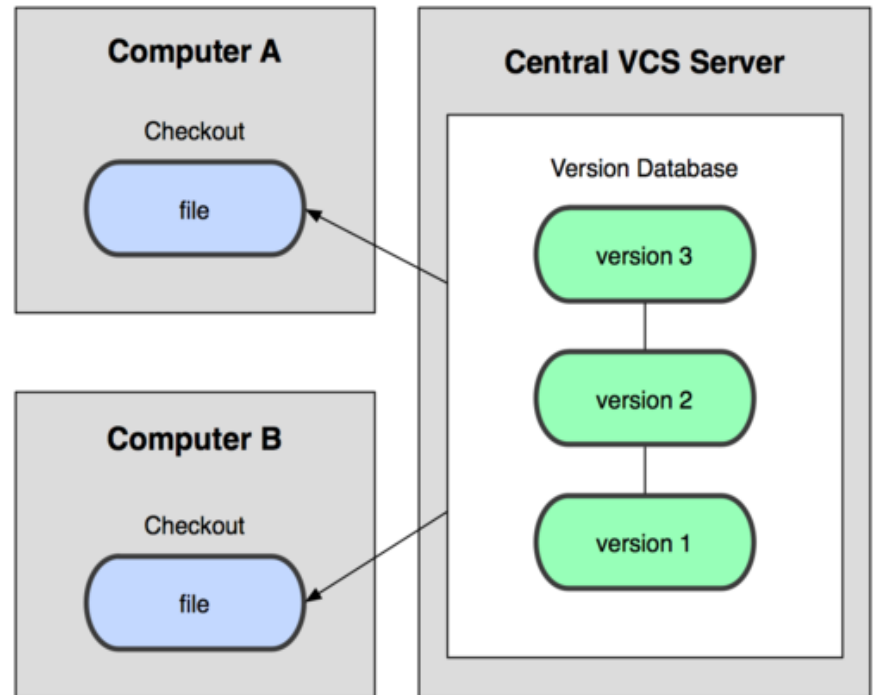 Computer A
Checkout
file
Computer B
Checkout
file
Central VCS Server
Version Database
version 3
version 2
version 1